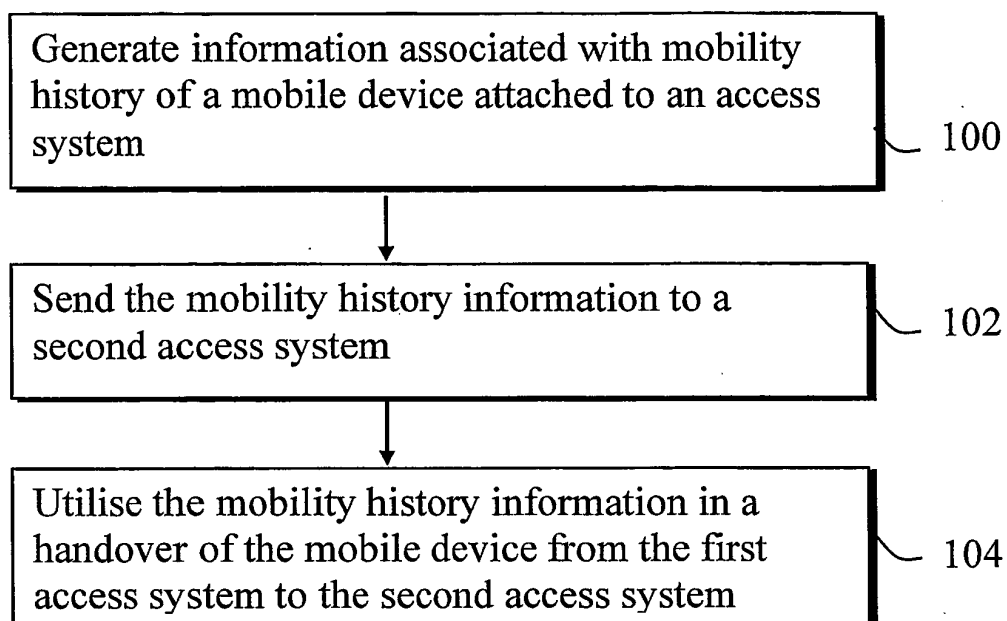 Generate information associated with mobility
history of a mobile device attached to an access
system
100
Send the mobility history information to a
second access system
102
Utilise the mobility history information in a
handover of the mobile device from the first
access system to the second access system
104